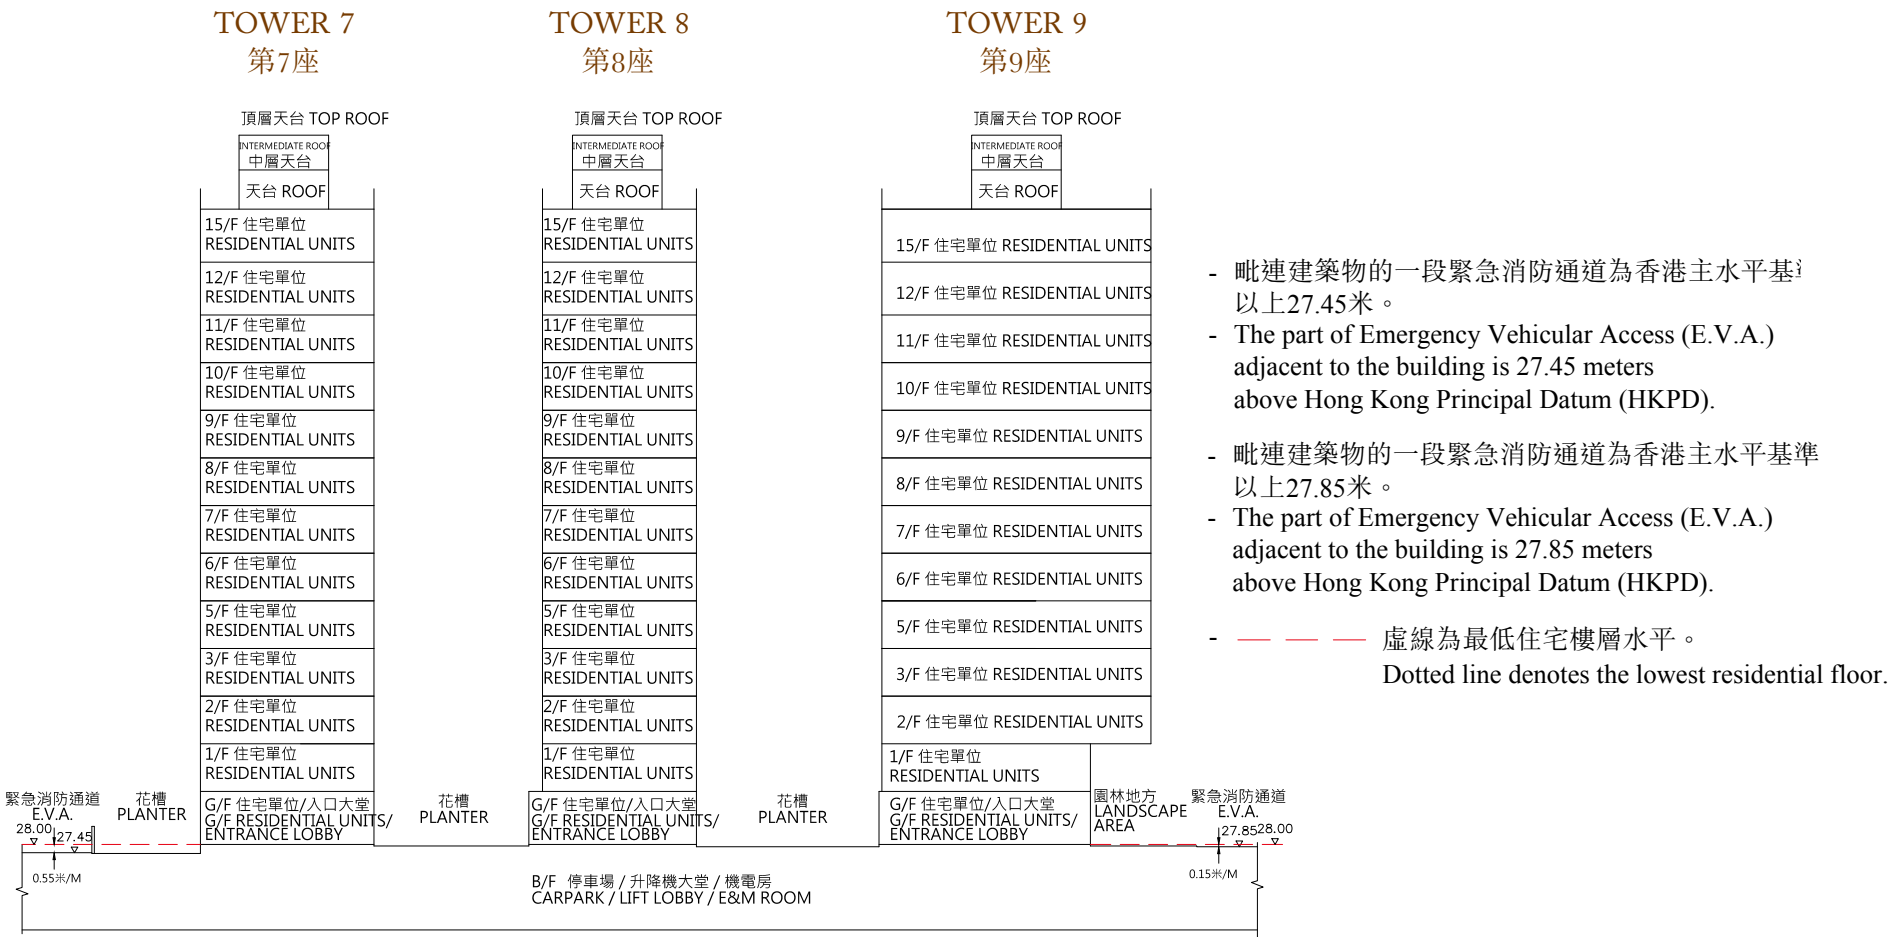 TOWER 7
第7座
TOWER 8
第8座
TOWER 9
第9座
頂層天台 TOP ROOF
INTERMEDIATE ROOF
中層天台
天台 ROOF
15/F 住宅單位
RESIDENTIAL UNITS
12/F 住宅單位
RESIDENTIAL UNITS
11/F 住宅單位
RESIDENTIAL UNITS
10/F 住宅單位
RESIDENTIAL UNITS
9/F 住宅單位
RESIDENTIAL UNITS
8/F 住宅單位
RESIDENTIAL UNITS
7/F 住宅單位
RESIDENTIAL UNITS
6/F 住宅單位
RESIDENTIAL UNITS
5/F 住宅單位
RESIDENTIAL UNITS
3/F 住宅單位
RESIDENTIAL UNITS
2/F 住宅單位
RESIDENTIAL UNITS
1/F 住宅單位
RESIDENTIAL UNITS
G/F 住宅單位/入口大堂
G/F RESIDENTIAL UNITS/
ENTRANCE LOBBY
頂層天台 TOP ROOF
INTERMEDIATE ROOF
中層天台
天台 ROOF
15/F 住宅單位
RESIDENTIAL UNITS
12/F 住宅單位
RESIDENTIAL UNITS
11/F 住宅單位
RESIDENTIAL UNITS
10/F 住宅單位
RESIDENTIAL UNITS
9/F 住宅單位
RESIDENTIAL UNITS
8/F 住宅單位
RESIDENTIAL UNITS
7/F 住宅單位
RESIDENTIAL UNITS
6/F 住宅單位
RESIDENTIAL UNITS
5/F 住宅單位
RESIDENTIAL UNITS
3/F 住宅單位
RESIDENTIAL UNITS
2/F 住宅單位
RESIDENTIAL UNITS
1/F 住宅單位
RESIDENTIAL UNITS
G/F 住宅單位/入口大堂
G/F RESIDENTIAL UNITS/
ENTRANCE LOBBY
頂層天台 TOP ROOF
INTERMEDIATE ROOF
中層天台
天台 ROOF
15/F 住宅單位 RESIDENTIAL UNITS
12/F 住宅單位 RESIDENTIAL UNITS
11/F 住宅單位 RESIDENTIAL UNITS
10/F 住宅單位 RESIDENTIAL UNITS
9/F 住宅單位 RESIDENTIAL UNITS
8/F 住宅單位 RESIDENTIAL UNITS
7/F 住宅單位 RESIDENTIAL UNITS
6/F 住宅單位 RESIDENTIAL UNITS
5/F 住宅單位 RESIDENTIAL UNITS
3/F 住宅單位 RESIDENTIAL UNITS
2/F 住宅單位 RESIDENTIAL UNITS
1/F 住宅單位
RESIDENTIAL UNITS
G/F 住宅單位/入口大堂
G/F RESIDENTIAL UNITS/
ENTRANCE LOBBY
緊急消防通道
E.V.A.
28.00
27.45
0.55米/M
花槽
PLANTER
花槽
PLANTER
花槽
PLANTER
園林地方
LANDSCAPE
AREA
緊急消防通道
E.V.A.
27.85
28.00
0.15米/M
B/F 停車場 / 升降機大堂 / 機電房
CARPARK / LIFT LOBBY / E&M ROOM
- 毗連建築物的一段緊急消防通道為香港主水平基
以上27.45米。
- The part of Emergency Vehicular Access (E.V.A.)
adjacent to the building is 27.45 meters
above Hong Kong Principal Datum (HKPD).
- 毗連建築物的一段緊急消防通道為香港主水平基準
以上27.85米。
- The part of Emergency Vehicular Access (E.V.A.)
adjacent to the building is 27.85 meters
above Hong Kong Principal Datum (HKPD).
- 虛線為最低住宅樓層水平。
Dotted line denotes the lowest residential floor.